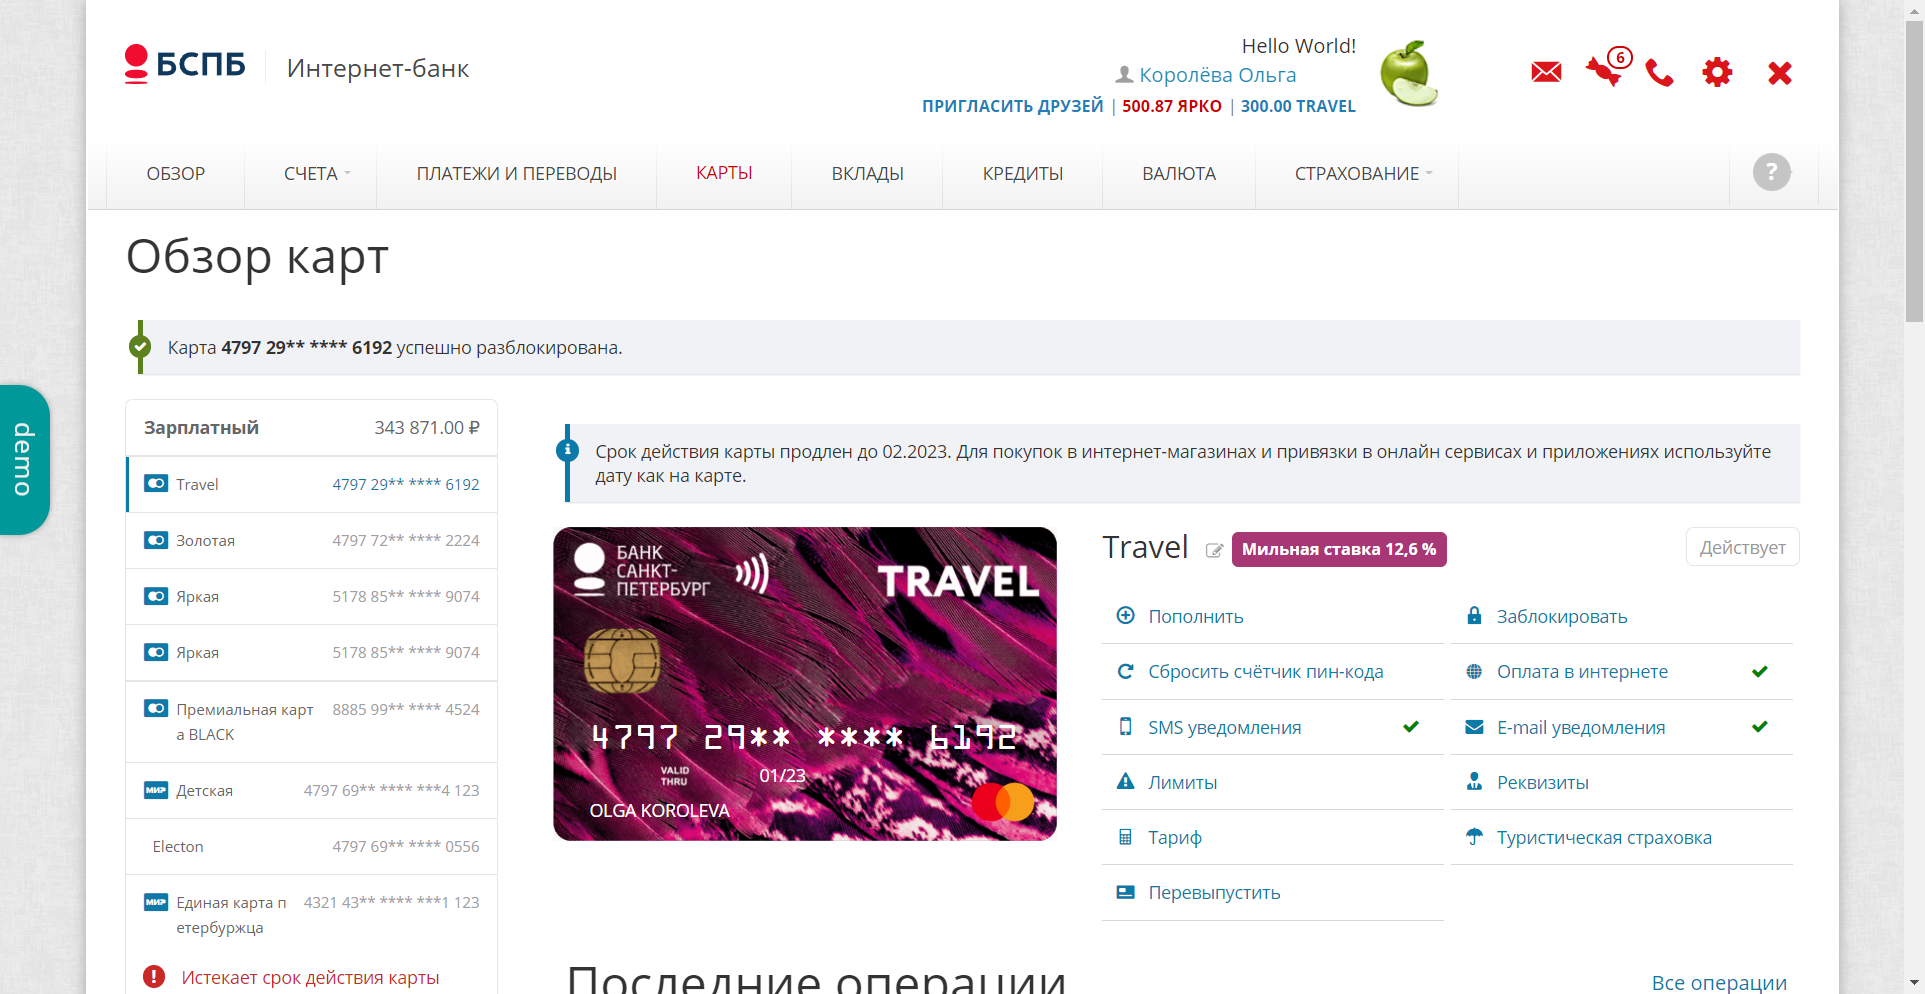 БСПБ
Интернет-банк
Hello World!
Королёва Ольга
ПРИГЛАСИТЬ ДРУЗЕЙ | 500.87 ЯРКО | 300.00 TRAVEL
6
ОБЗОР
СЧЕТА
ПЛАТЕЖИ И ПЕРЕВОДЫ
КАРТЫ
ВКЛАДЫ
КРЕДИТЫ
ВАЛЮТА
СТРАХОВАНИЕ
?
Обзор карт
Карта 4797 29** **** 6192 успешно разблокирована.
demo
Зарплатный 343 871.00 ₽
Travel 4797 29** **** 6192
Золотая 4797 72** **** 2224
Яркая 5178 85** **** 9074
Яркая 5178 85** **** 9074
Премиальная карт 8885 99** **** 4524
а BLACK
МИР Детская 4797 69** **** ***4 123
Electon 4797 69** **** 0556
МИР Единая карта п 4321 43** **** ***1 123
етербуржца
Истекает срок действия карты
Срок действия карты продлен до 02.2023. Для покупок в интернет-магазинах и привязки в онлайн сервисах и приложениях используйте
дату как на карте.
БАНК
САНКТ-
ПЕТЕРБУРГ
TRAVEL
4797 29** **** 6192
VALID
THRU
01/23
OLGA KOROLEVA
Travel
Мильная ставка 12,6 %
Действует
Пополнить
Заблокировать
Сбросить счётчик пин-кода
Оплата в интернете
SMS уведомления
E-mail уведомления
Лимиты
Реквизиты
Тариф
Туристическая страховка
Перевыпустить
Последние операции
Все операции